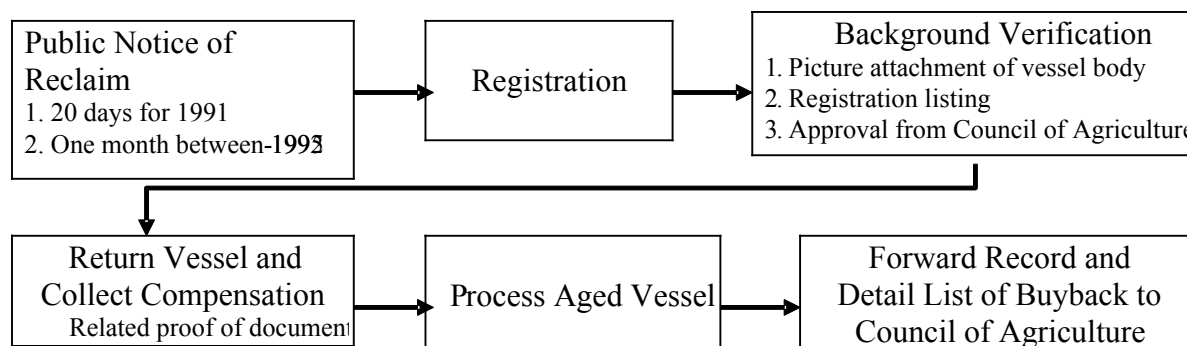 Public Notice of
Reclaim
1. 20 days for 1991
2. One month between
Registration
Background Verification
1. Picture attachment of vessel body
2. Registration listing
3. Approval from Council of Agriculture
Return Vessel and
Collect Compensation
Related proof of document
Process Aged Vessel
Forward Record and
Detail List of Buyback to
Council of Agriculture